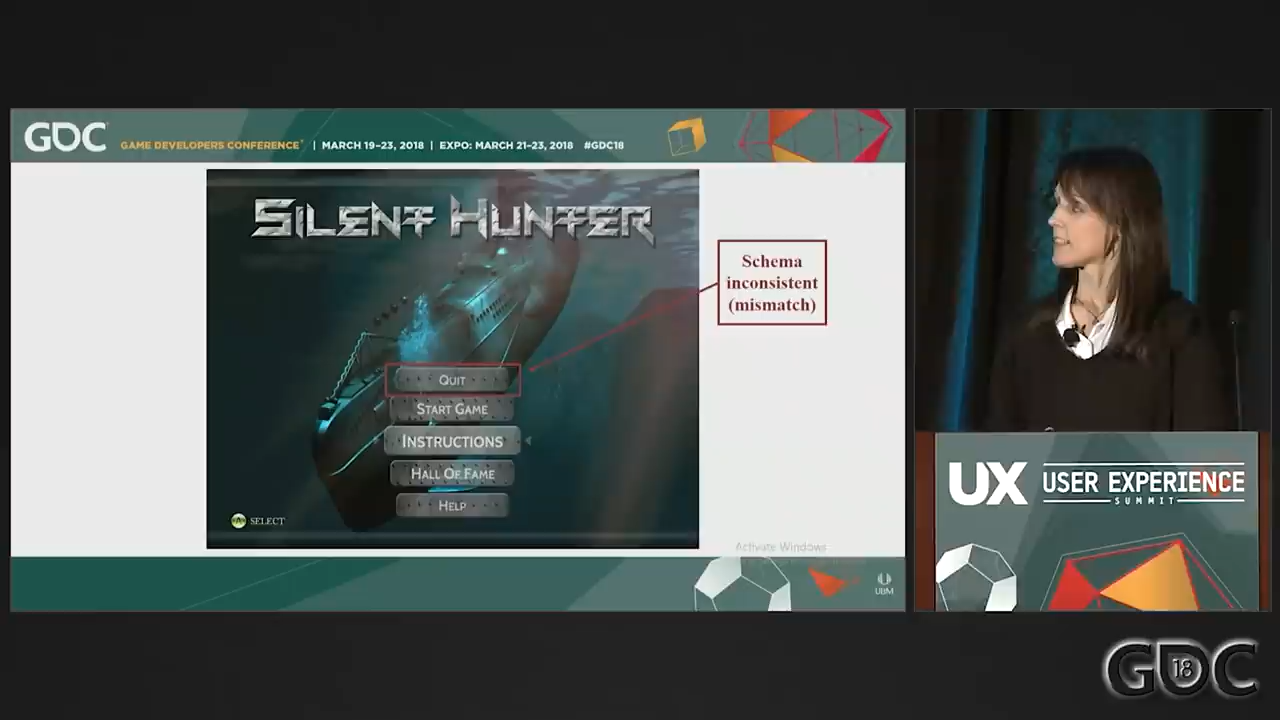 GDC
GAME DEVELOPERS CONFERENCE | MARCH 19–23, 2018 | EXPO: MARCH 21–23, 2018 #GDC18
SILENT HUNTER
Schema
inconsistent
(mismatch)
QUIT
START GAME
INSTRUCTIONS
HALL OF FAME
HELP
A SELECT
Activate Windows
UBM
UX USER EXPERIENCE
SUMMIT
GDC
18